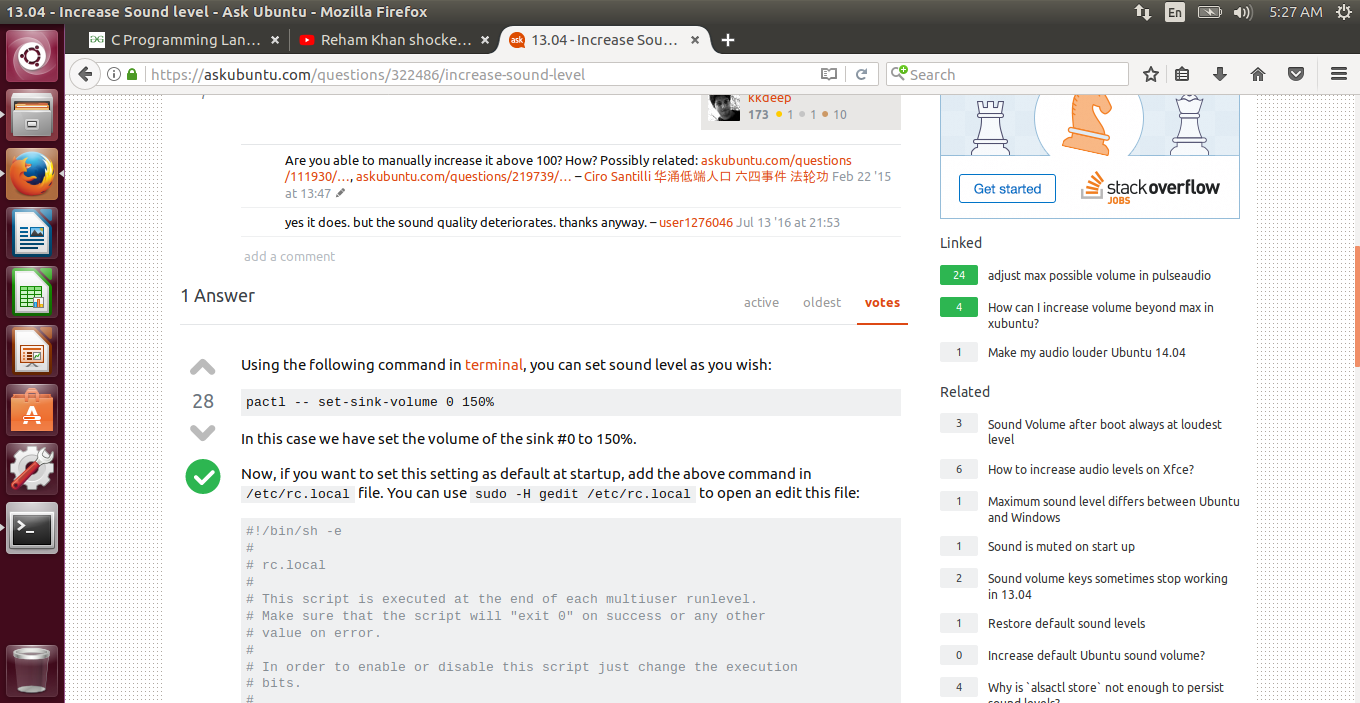 13.04 - Increase Sound level - Ask Ubuntu - Mozilla Firefox
En
5:27 AM
C Programming Lan…
Reham Khan shocke…
ask
13.04 - Increase Sou…
https://askubuntu.com/questions/322486/increase-sound-level
Search
kkdeep
173 1 1 10
Are you able to manually increase it above 100? How? Possibly related: askubuntu.com/questions
/111930/…, askubuntu.com/questions/219739/… – Ciro Santilli 华涌低端人口 六四事件 法轮功 Feb 22 '15
at 13:47
yes it does. but the sound quality deteriorates. thanks anyway. – user1276046 Jul 13 '16 at 21:53
add a comment
1 Answer
active oldest votes
28
Using the following command in terminal, you can set sound level as you wish:
pactl -- set-sink-volume 0 150%
In this case we have set the volume of the sink #0 to 150%.
Now, if you want to set this setting as default at startup, add the above command in
/etc/rc.local file. You can use sudo -H gedit /etc/rc.local to open an edit this file:
#!/bin/sh -e
#
# rc.local
#
# This script is executed at the end of each multiuser runlevel.
# Make sure that the script will "exit 0" on success or any other
# value on error.
#
# In order to enable or disable this script just change the execution
# bits.
#
Get started
stackoverflow
JOBS
Linked
24 adjust max possible volume in pulseaudio
4 How can I increase volume beyond max in
xubuntu?
1 Make my audio louder Ubuntu 14.04
Related
3 Sound Volume after boot always at loudest
level
6 How to increase audio levels on Xfce?
1 Maximum sound level differs between Ubuntu
and Windows
1 Sound is muted on start up
2 Sound volume keys sometimes stop working
in 13.04
1 Restore default sound levels
0 Increase default Ubuntu sound volume?
4 Why is `alsactl store` not enough to persist
sound levels?